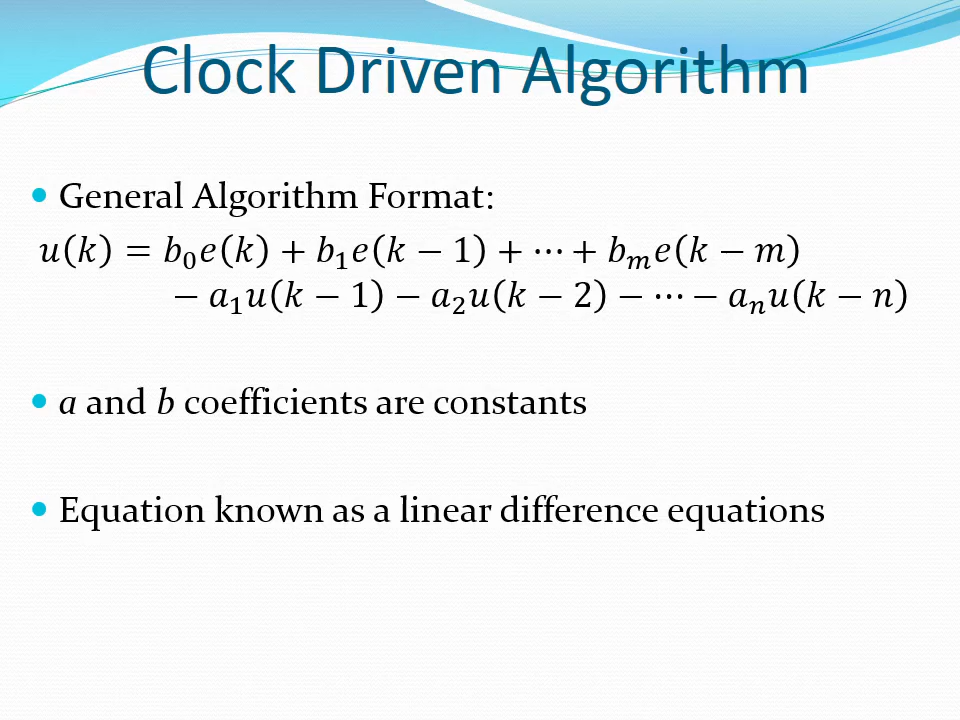 Clock Driven Algorithm
• General Algorithm Format:
u(k) = b₀e(k) + b₁e(k − 1) + ⋯ + bₘe(k − m)
− a₁u(k − 1) − a₂u(k − 2) − ⋯ − aₙu(k − n)
• a and b coefficients are constants
• Equation known as a linear difference equations